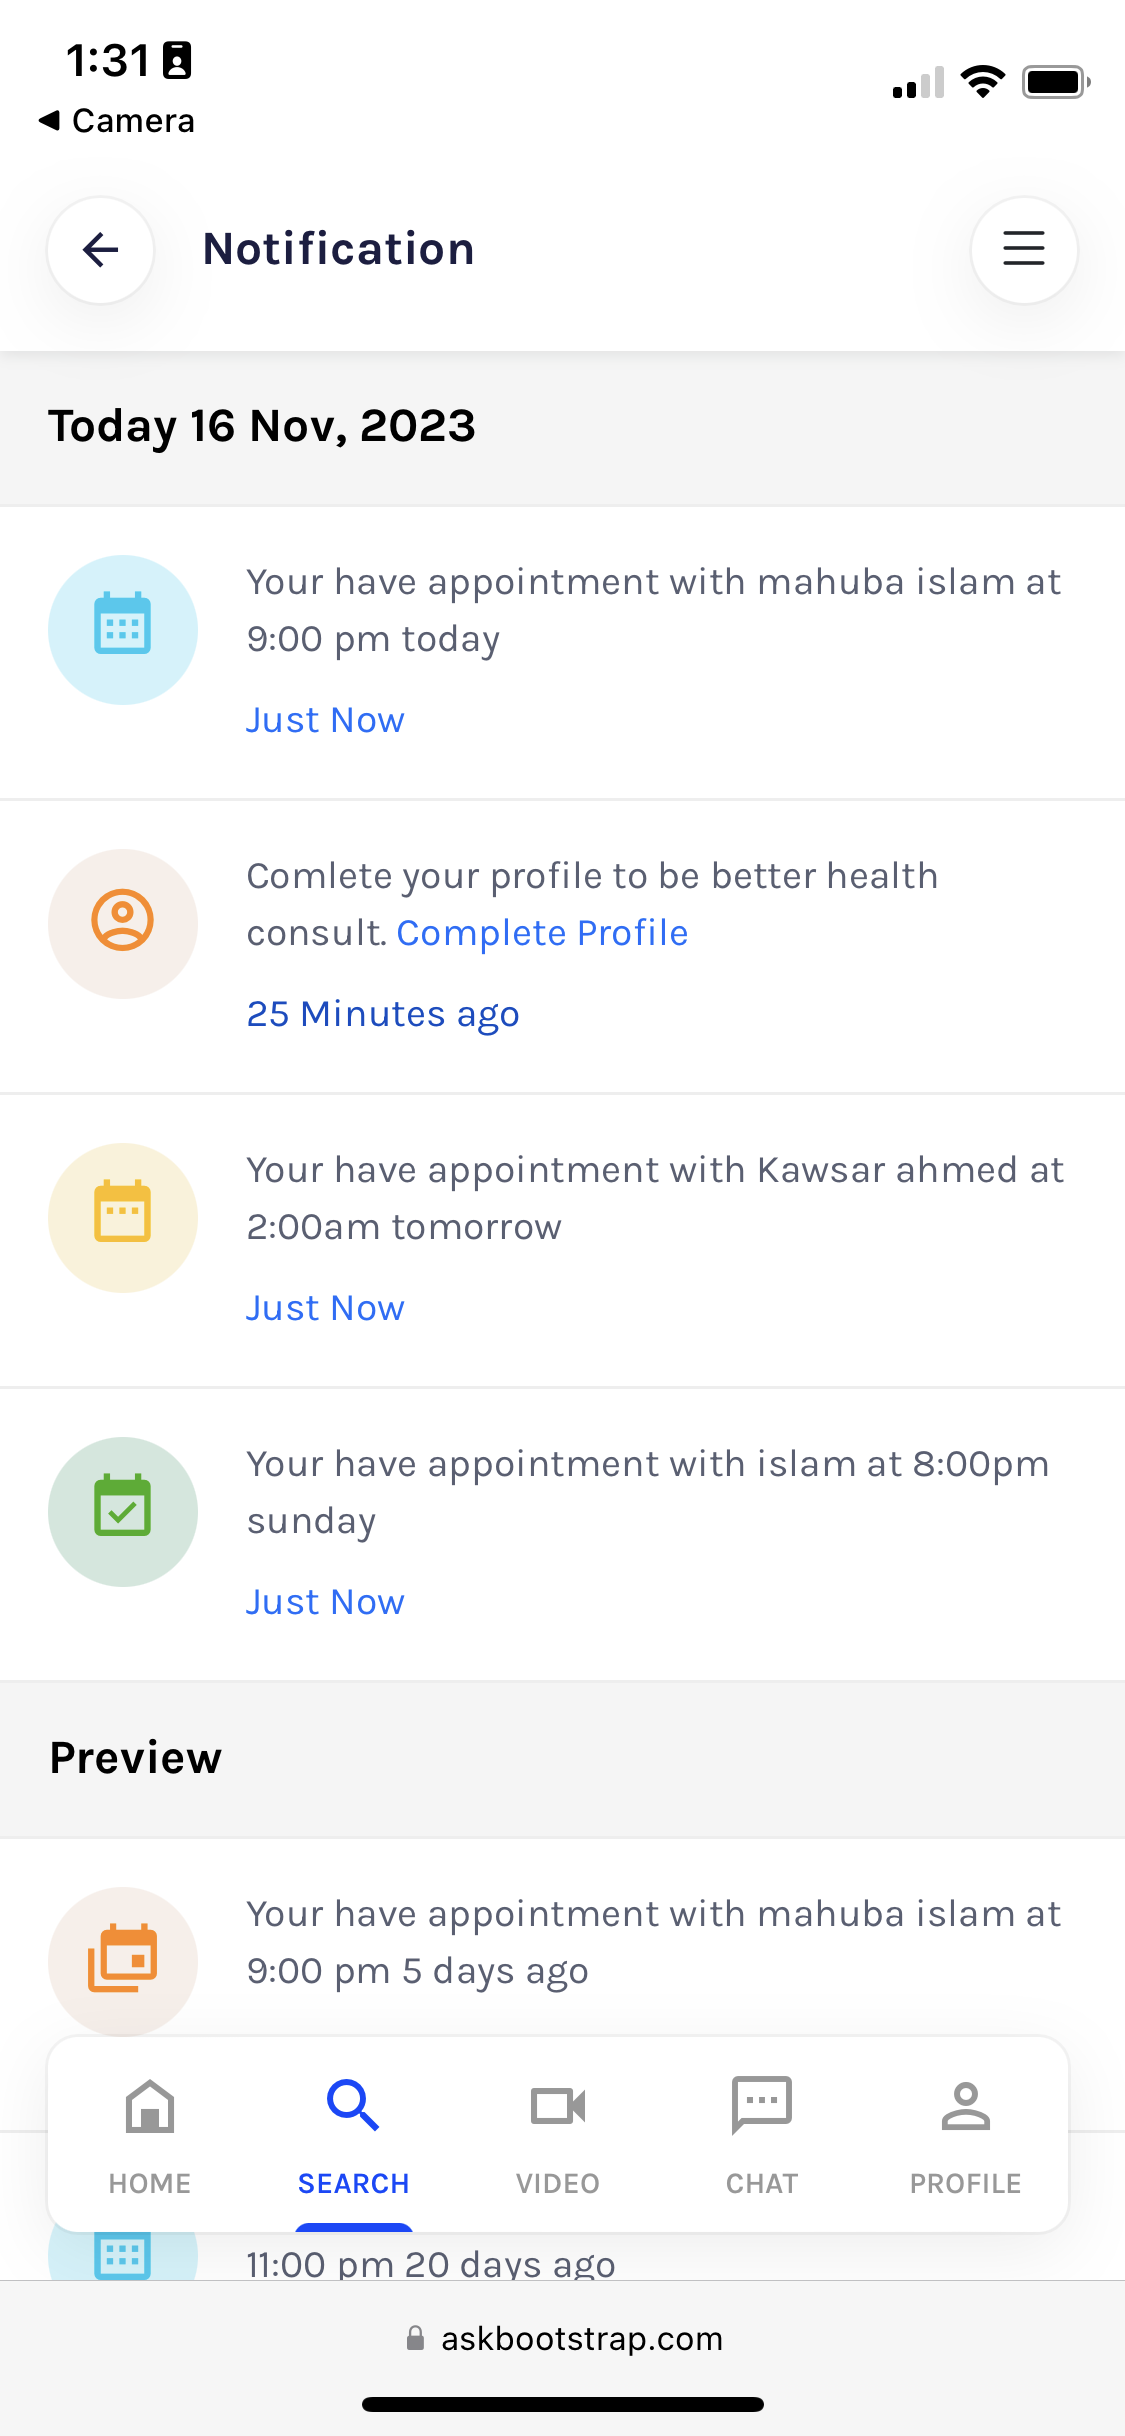 1:31
Camera
Notification
Today 16 Nov, 2023
Your have appointment with mahuba islam at
9:00 pm today
Just Now
Comlete your profile to be better health
consult. Complete Profile
25 Minutes ago
Your have appointment with Kawsar ahmed at
2:00am tomorrow
Just Now
Your have appointment with islam at 8:00pm
sunday
Just Now
Preview
Your have appointment with mahuba islam at
9:00 pm 5 days ago
HOME SEARCH VIDEO CHAT PROFILE
11:00 pm 20 days ago
askbootstrap.com